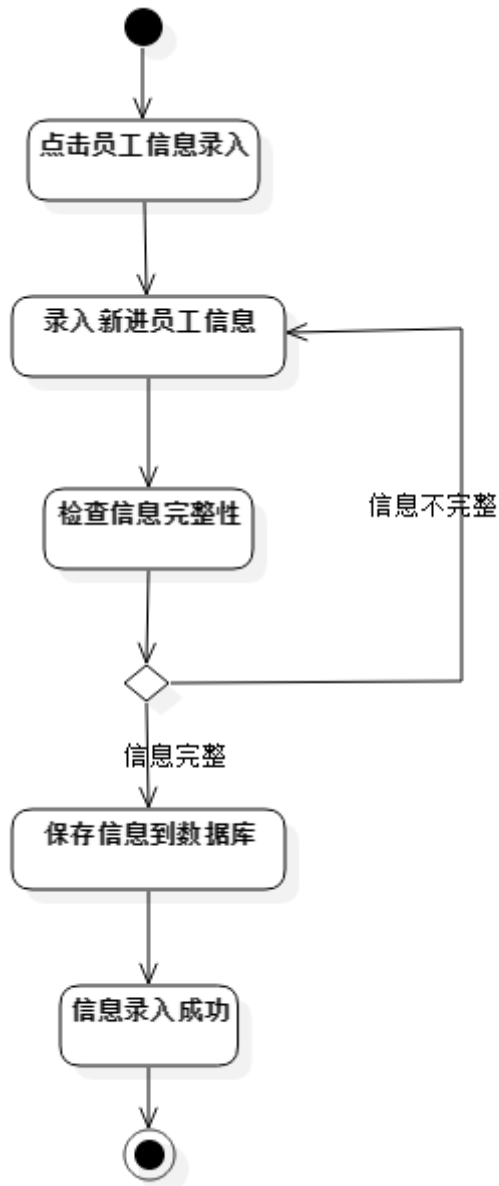 点击员工信息录入
录入新进员工信息
检查信息完整性
信息不完整
信息完整
保存信息到数据库
信息录入成功